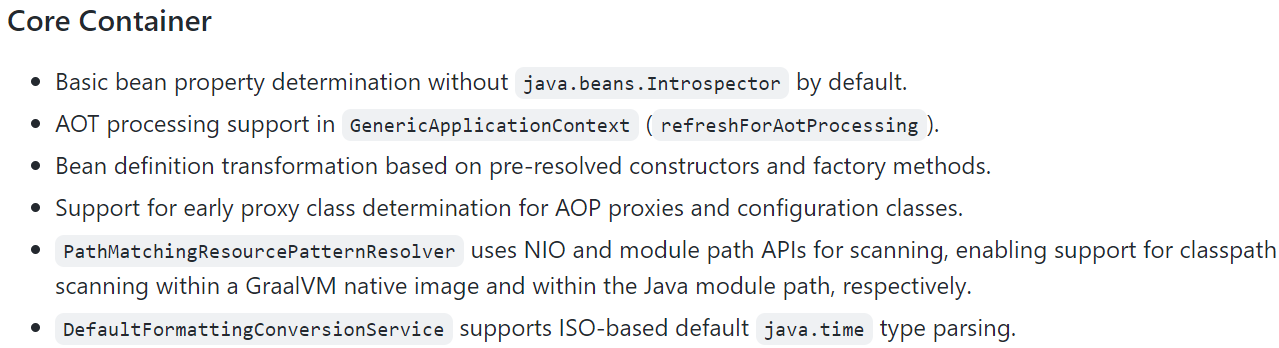 Core Container
• Basic bean property determination without java.beans.Introspector by default.
• AOT processing support in GenericApplicationContext ( refreshForAotProcessing ).
• Bean definition transformation based on pre-resolved constructors and factory methods.
• Support for early proxy class determination for AOP proxies and configuration classes.
• PathMatchingResourcePatternResolver uses NIO and module path APIs for scanning, enabling support for classpath
scanning within a GraalVM native image and within the Java module path, respectively.
• DefaultFormattingConversionService supports ISO-based default java.time type parsing.